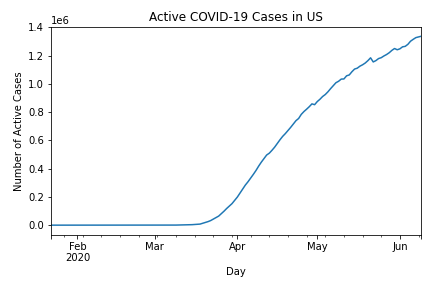 Active COVID-19 Cases in US
1e6
1.4
1.2
1.0
0.8
0.6
0.4
0.2
0.0
Number of Active Cases
Feb
2020
Mar
Apr
May
Jun
Day